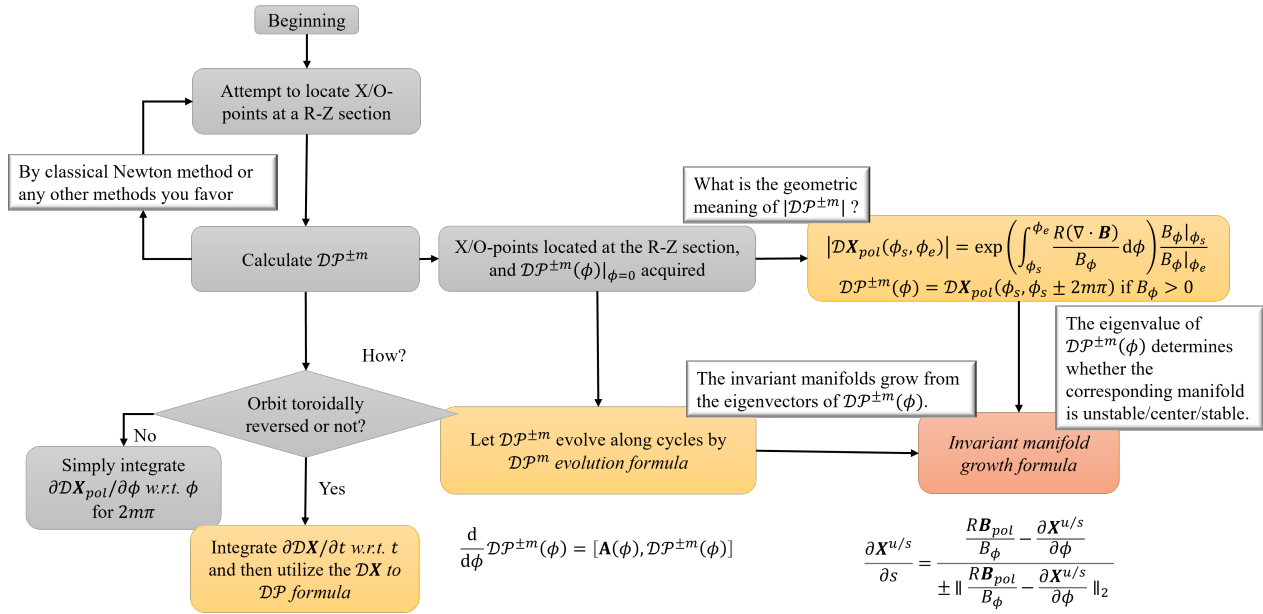 Beginning
Attempt to locate X/O-
points at a R-Z section
By classical Newton method or
any other methods you favor
Calculate 𝒟𝒫^{±m}
X/O-points located at the R-Z section,
and 𝒟𝒫^{±m}(ϕ)|_{ϕ=0} acquired
What is the geometric
meaning of |𝒟𝒫^{±m}| ?
|𝒟𝑿_{pol}(ϕ_s, ϕ_e)| = exp(∫_{ϕ_s}^{ϕ_e} R(∇ · 𝑩)/B_ϕ dϕ) B_ϕ|_{ϕ_s}/B_ϕ|_{ϕ_e}
𝒟𝒫^{±m}(ϕ) = 𝒟𝑿_{pol}(ϕ_s, ϕ_s ± 2mπ) if B_ϕ > 0
The eigenvalue of
𝒟𝒫^{±m}(ϕ) determines
whether the
corresponding manifold
is unstable/center/stable.
How?
The invariant manifolds grow from
the eigenvectors of 𝒟𝒫^{±m}(ϕ).
Orbit toroidally
reversed or not?
Let 𝒟𝒫^{±m} evolve along cycles by
𝒟𝒫^m evolution formula
Invariant manifold
growth formula
No
Simply integrate
∂𝒟𝑿_{pol}/∂ϕ w.r.t. ϕ
for 2mπ
Yes
Integrate ∂𝒟𝑿/∂t w.r.t. t
and then utilize the 𝒟𝑿 to
𝒟𝒫 formula
d/dϕ 𝒟𝒫^{±m}(ϕ) = [𝐀(ϕ), 𝒟𝒫^{±m}(ϕ)]
∂𝑿^{u/s}/∂s = (R𝑩_{pol}/B_ϕ − ∂𝑿^{u/s}/∂ϕ)/(± ∥ R𝑩_{pol}/B_ϕ − ∂𝑿^{u/s}/∂ϕ ∥_2)